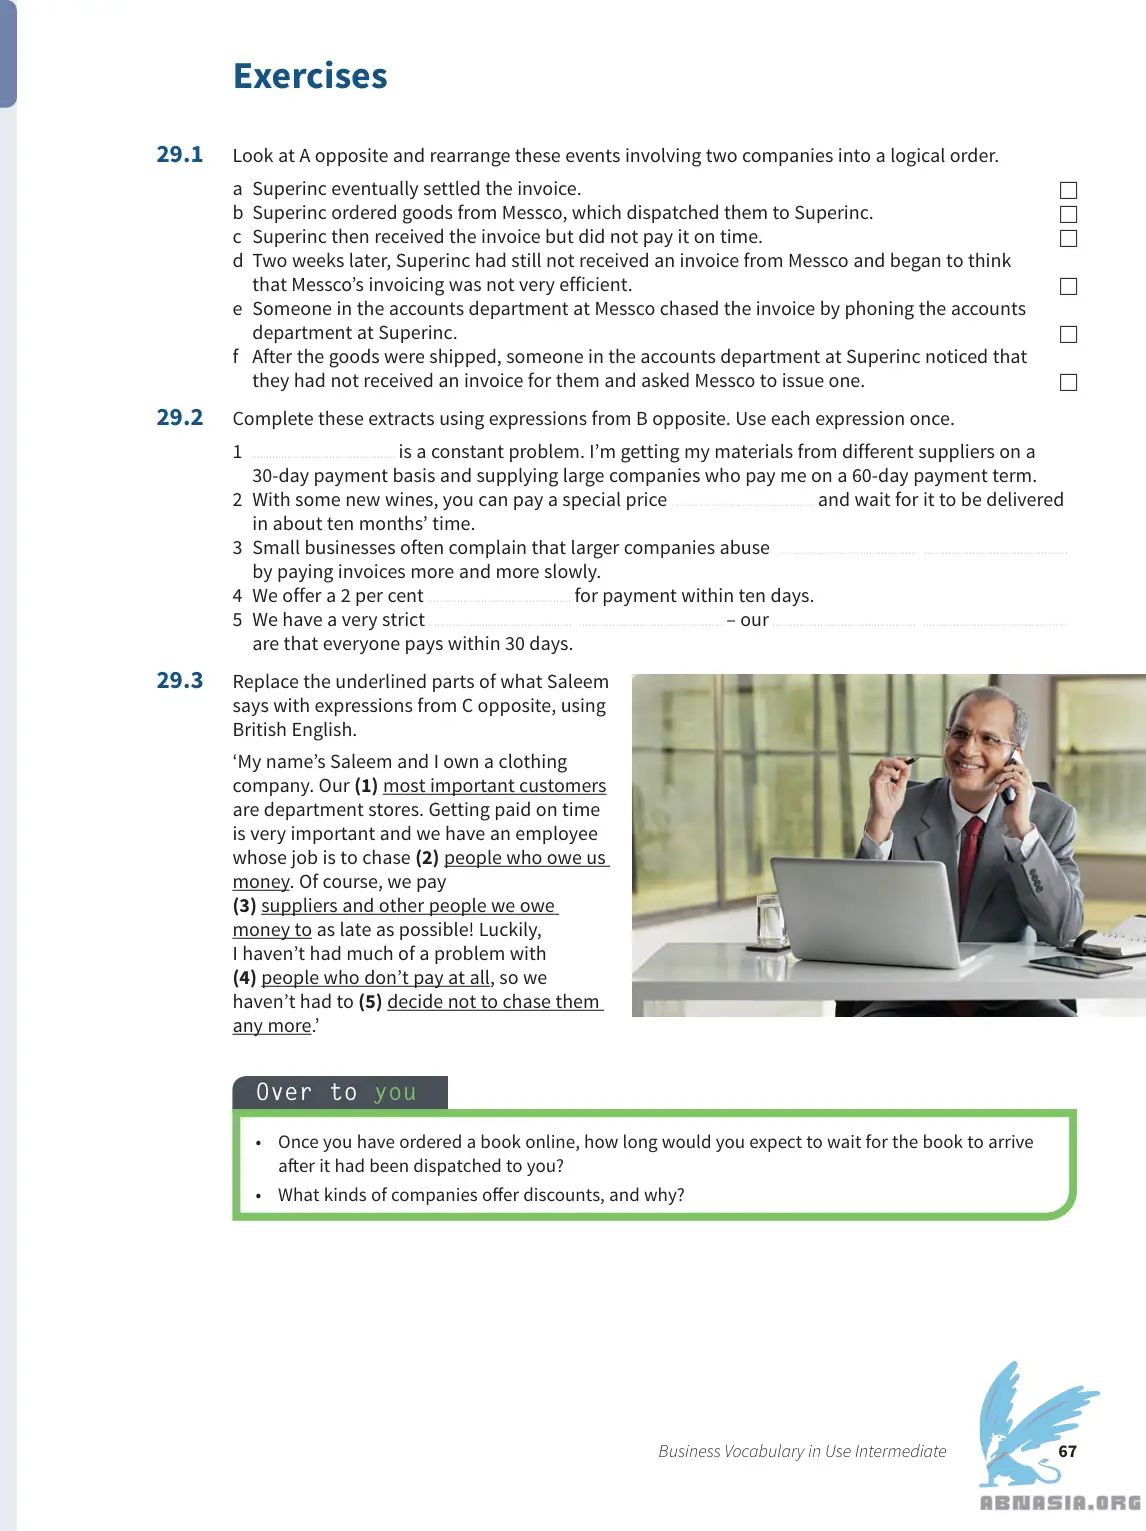 Exercises
29.1 Look at A opposite and rearrange these events involving two companies into a logical order.
a Superinc eventually settled the invoice.
b Superinc ordered goods from Messco, which dispatched them to Superinc.
c Superinc then received the invoice but did not pay it on time.
d Two weeks later, Superinc had still not received an invoice from Messco and began to think
that Messco's invoicing was not very efficient.
e Someone in the accounts department at Messco chased the invoice by phoning the accounts
department at Superinc.
f After the goods were shipped, someone in the accounts department at Superinc noticed that
they had not received an invoice for them and asked Messco to issue one.
29.2 Complete these extracts using expressions from B opposite. Use each expression once.
1 .......... is a constant problem. I'm getting my materials from different suppliers on a
30-day payment basis and supplying large companies who pay me on a 60-day payment term.
2 With some new wines, you can pay a special price .......... and wait for it to be delivered
in about ten months' time.
3 Small businesses often complain that larger companies abuse .......... ..........
by paying invoices more and more slowly.
4 We offer a 2 per cent .......... for payment within ten days.
5 We have a very strict .......... .......... – our .......... ..........
are that everyone pays within 30 days.
29.3 Replace the underlined parts of what Saleem
says with expressions from C opposite, using
British English.
‘My name's Saleem and I own a clothing
company. Our (1) most important customers
are department stores. Getting paid on time
is very important and we have an employee
whose job is to chase (2) people who owe us
money. Of course, we pay
(3) suppliers and other people we owe
money to as late as possible! Luckily,
I haven't had much of a problem with
(4) people who don't pay at all, so we
haven't had to (5) decide not to chase them
any more.’
Over to you
• Once you have ordered a book online, how long would you expect to wait for the book to arrive
after it had been dispatched to you?
• What kinds of companies offer discounts, and why?
Business Vocabulary in Use Intermediate 67
ABNASIA.ORG